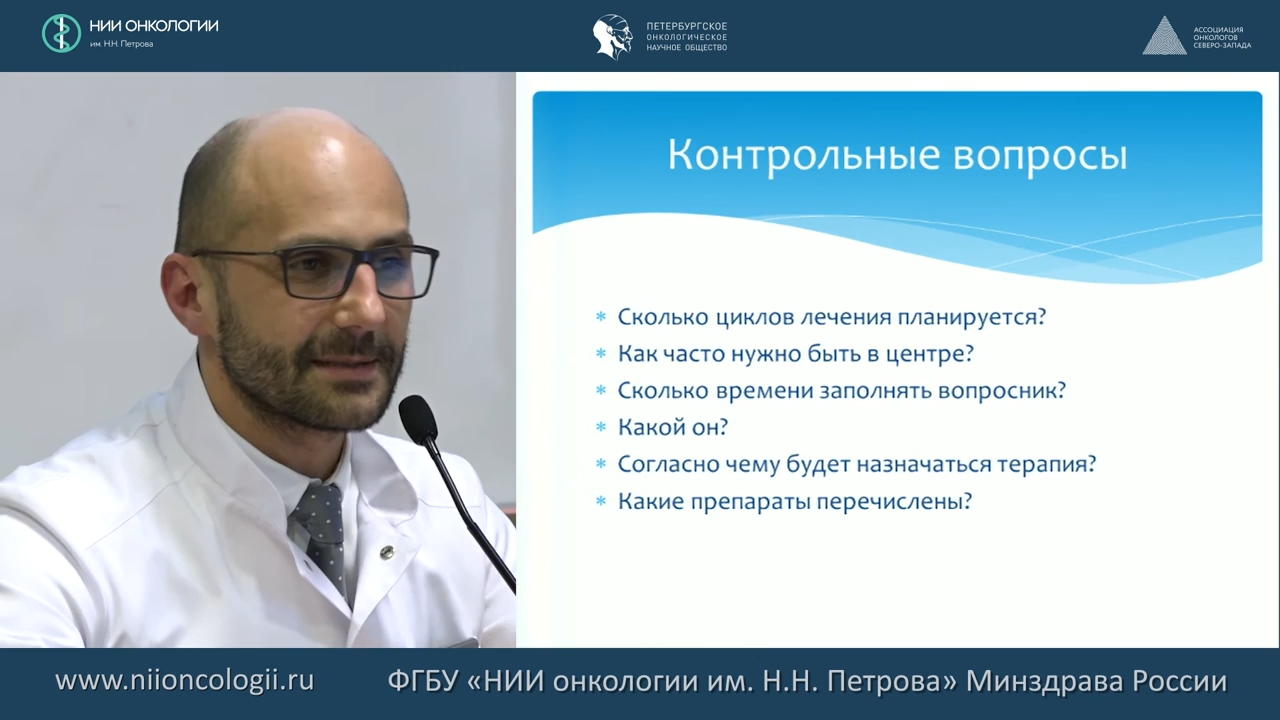 НИИ ОНКОЛОГИИ
им. Н.Н. Петрова
ПЕТЕРБУРГСКОЕ
ОНКОЛОГИЧЕСКОЕ
НАУЧНОЕ ОБЩЕСТВО
АССОЦИАЦИЯ
ОНКОЛОГОВ
СЕВЕРО-ЗАПАДА
Контрольные вопросы
* Сколько циклов лечения планируется?
* Как часто нужно быть в центре?
* Сколько времени заполнять вопросник?
* Какой он?
* Согласно чему будет назначаться терапия?
* Какие препараты перечислены?
www.niioncologii.ru
ФГБУ «НИИ онкологии им. Н.Н. Петрова» Минздрава России